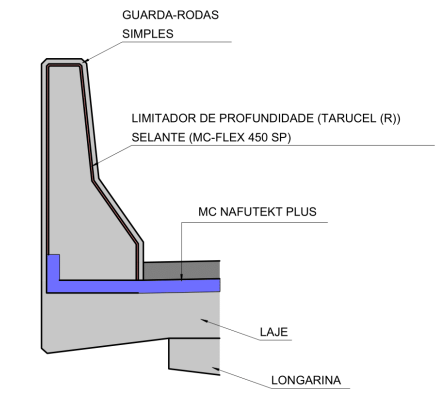 GUARDA-RODAS
SIMPLES
LIMITADOR DE PROFUNDIDADE (TARUCEL (R))
SELANTE (MC-FLEX 450 SP)
MC NAFUTEKT PLUS
LAJE
LONGARINA